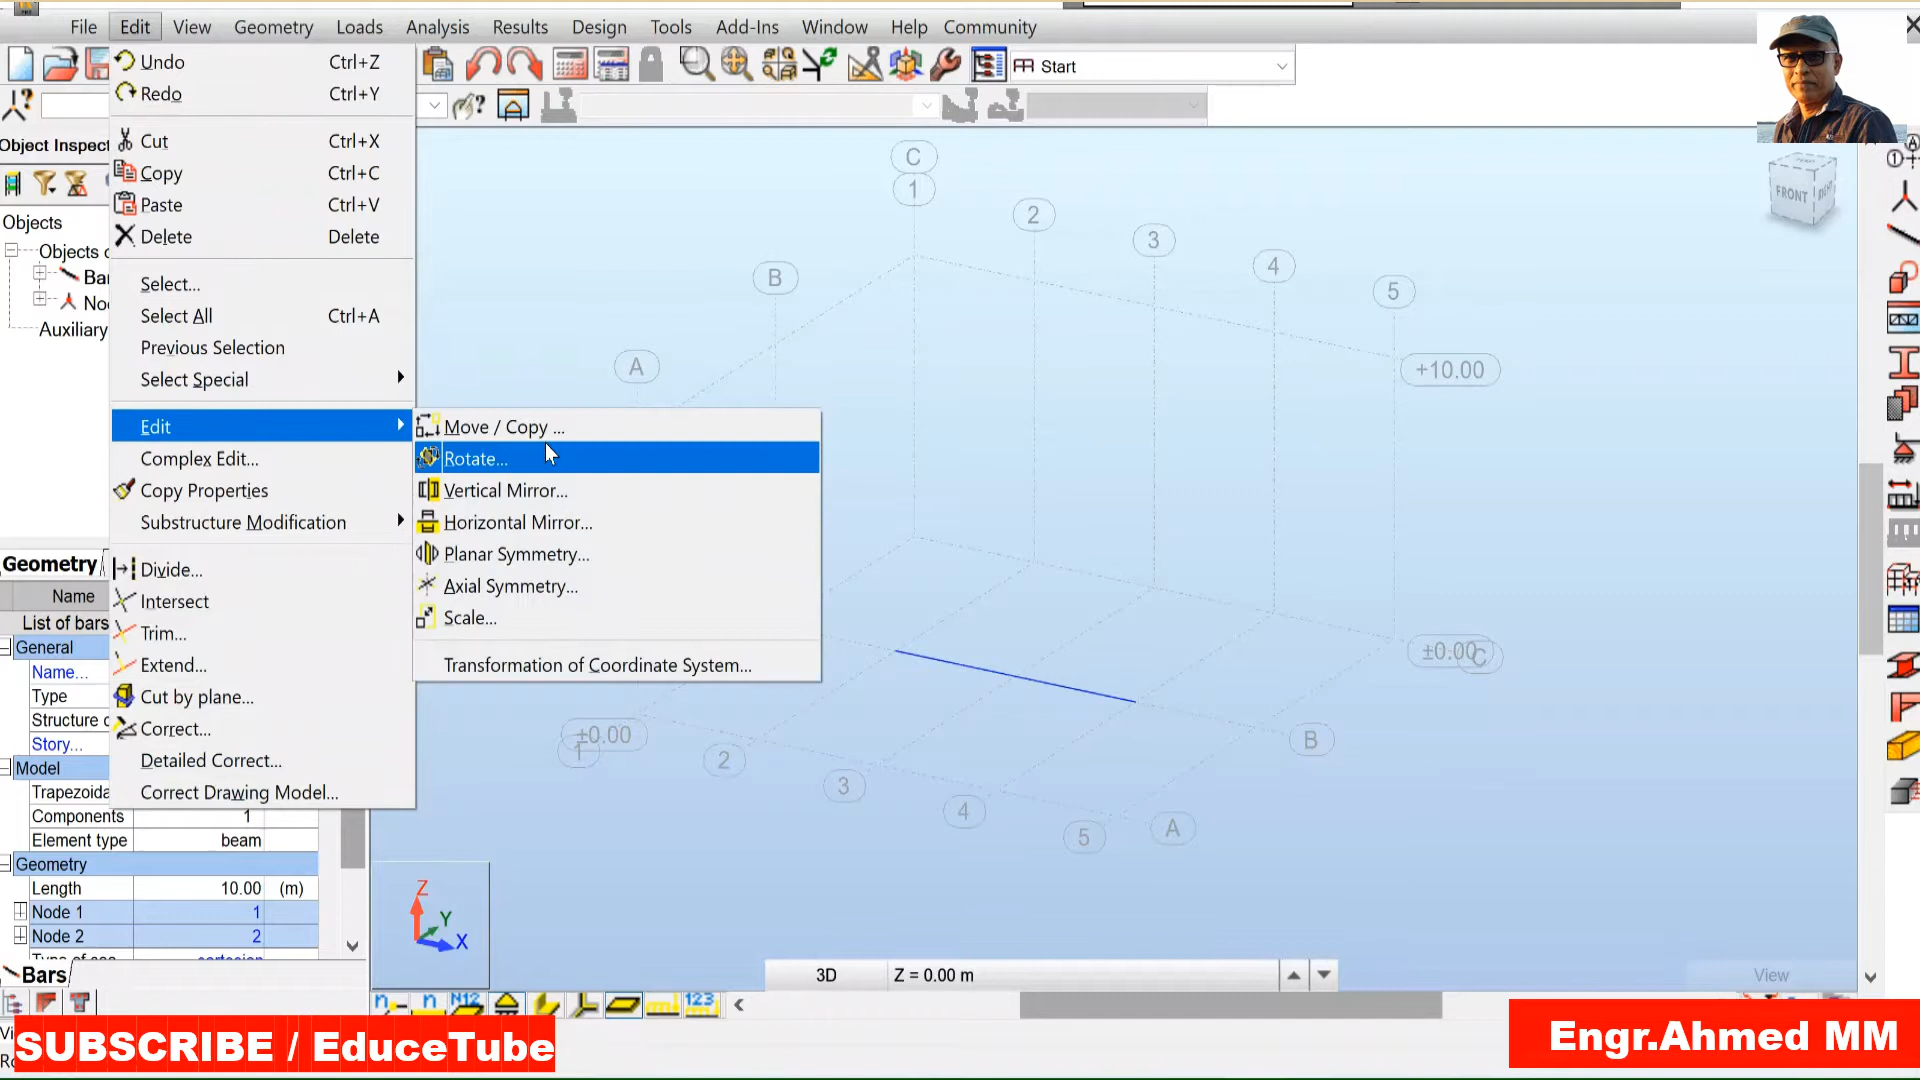 File Edit View Geometry Loads Analysis Results Design Tools Add-Ins Window Help Community
Undo Ctrl+Z
Start
Redo Ctrl+Y
Cut Ctrl+X
Object Inspect
Copy Ctrl+C
Paste Ctrl+V
Delete Delete
Objects
Objects
Bar
Auxiliary
Select...
Select All Ctrl+A
Previous Selection
Select Special
Edit
Complex Edit...
Copy Properties
Substructure Modification
Divide...
Intersect
Trim...
Extend...
Cut by plane...
Correct...
Detailed Correct...
Correct Drawing Model...
Move / Copy ...
Rotate...
Vertical Mirror...
Horizontal Mirror...
Planar Symmetry...
Axial Symmetry...
Scale...
Transformation of Coordinate System...
C
1
2
3
4
5
B
A
+10.00
±0.00 C
±0.00
1
2
3
4
5
A
B
FRONT RIGHT
Geometry
Name
List of bars
General
Name...
Type
Structure
Story...
Model
Components 1
Element type beam
Geometry
Length 10.00 (m)
Node 1 1
Node 2 2
Bars
Z
Y
X
3D Z = 0.00 m
View
n n N12 123
SUBSCRIBE / EduceTube
Engr.Ahmed MM